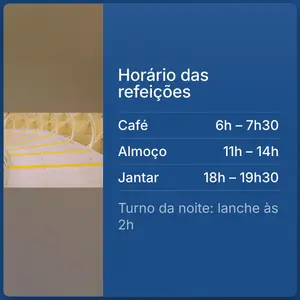 Horário das
refeições
Café 6h – 7h30
Almoço 11h – 14h
Jantar 18h – 19h30
Turno da noite: lanche às
2h